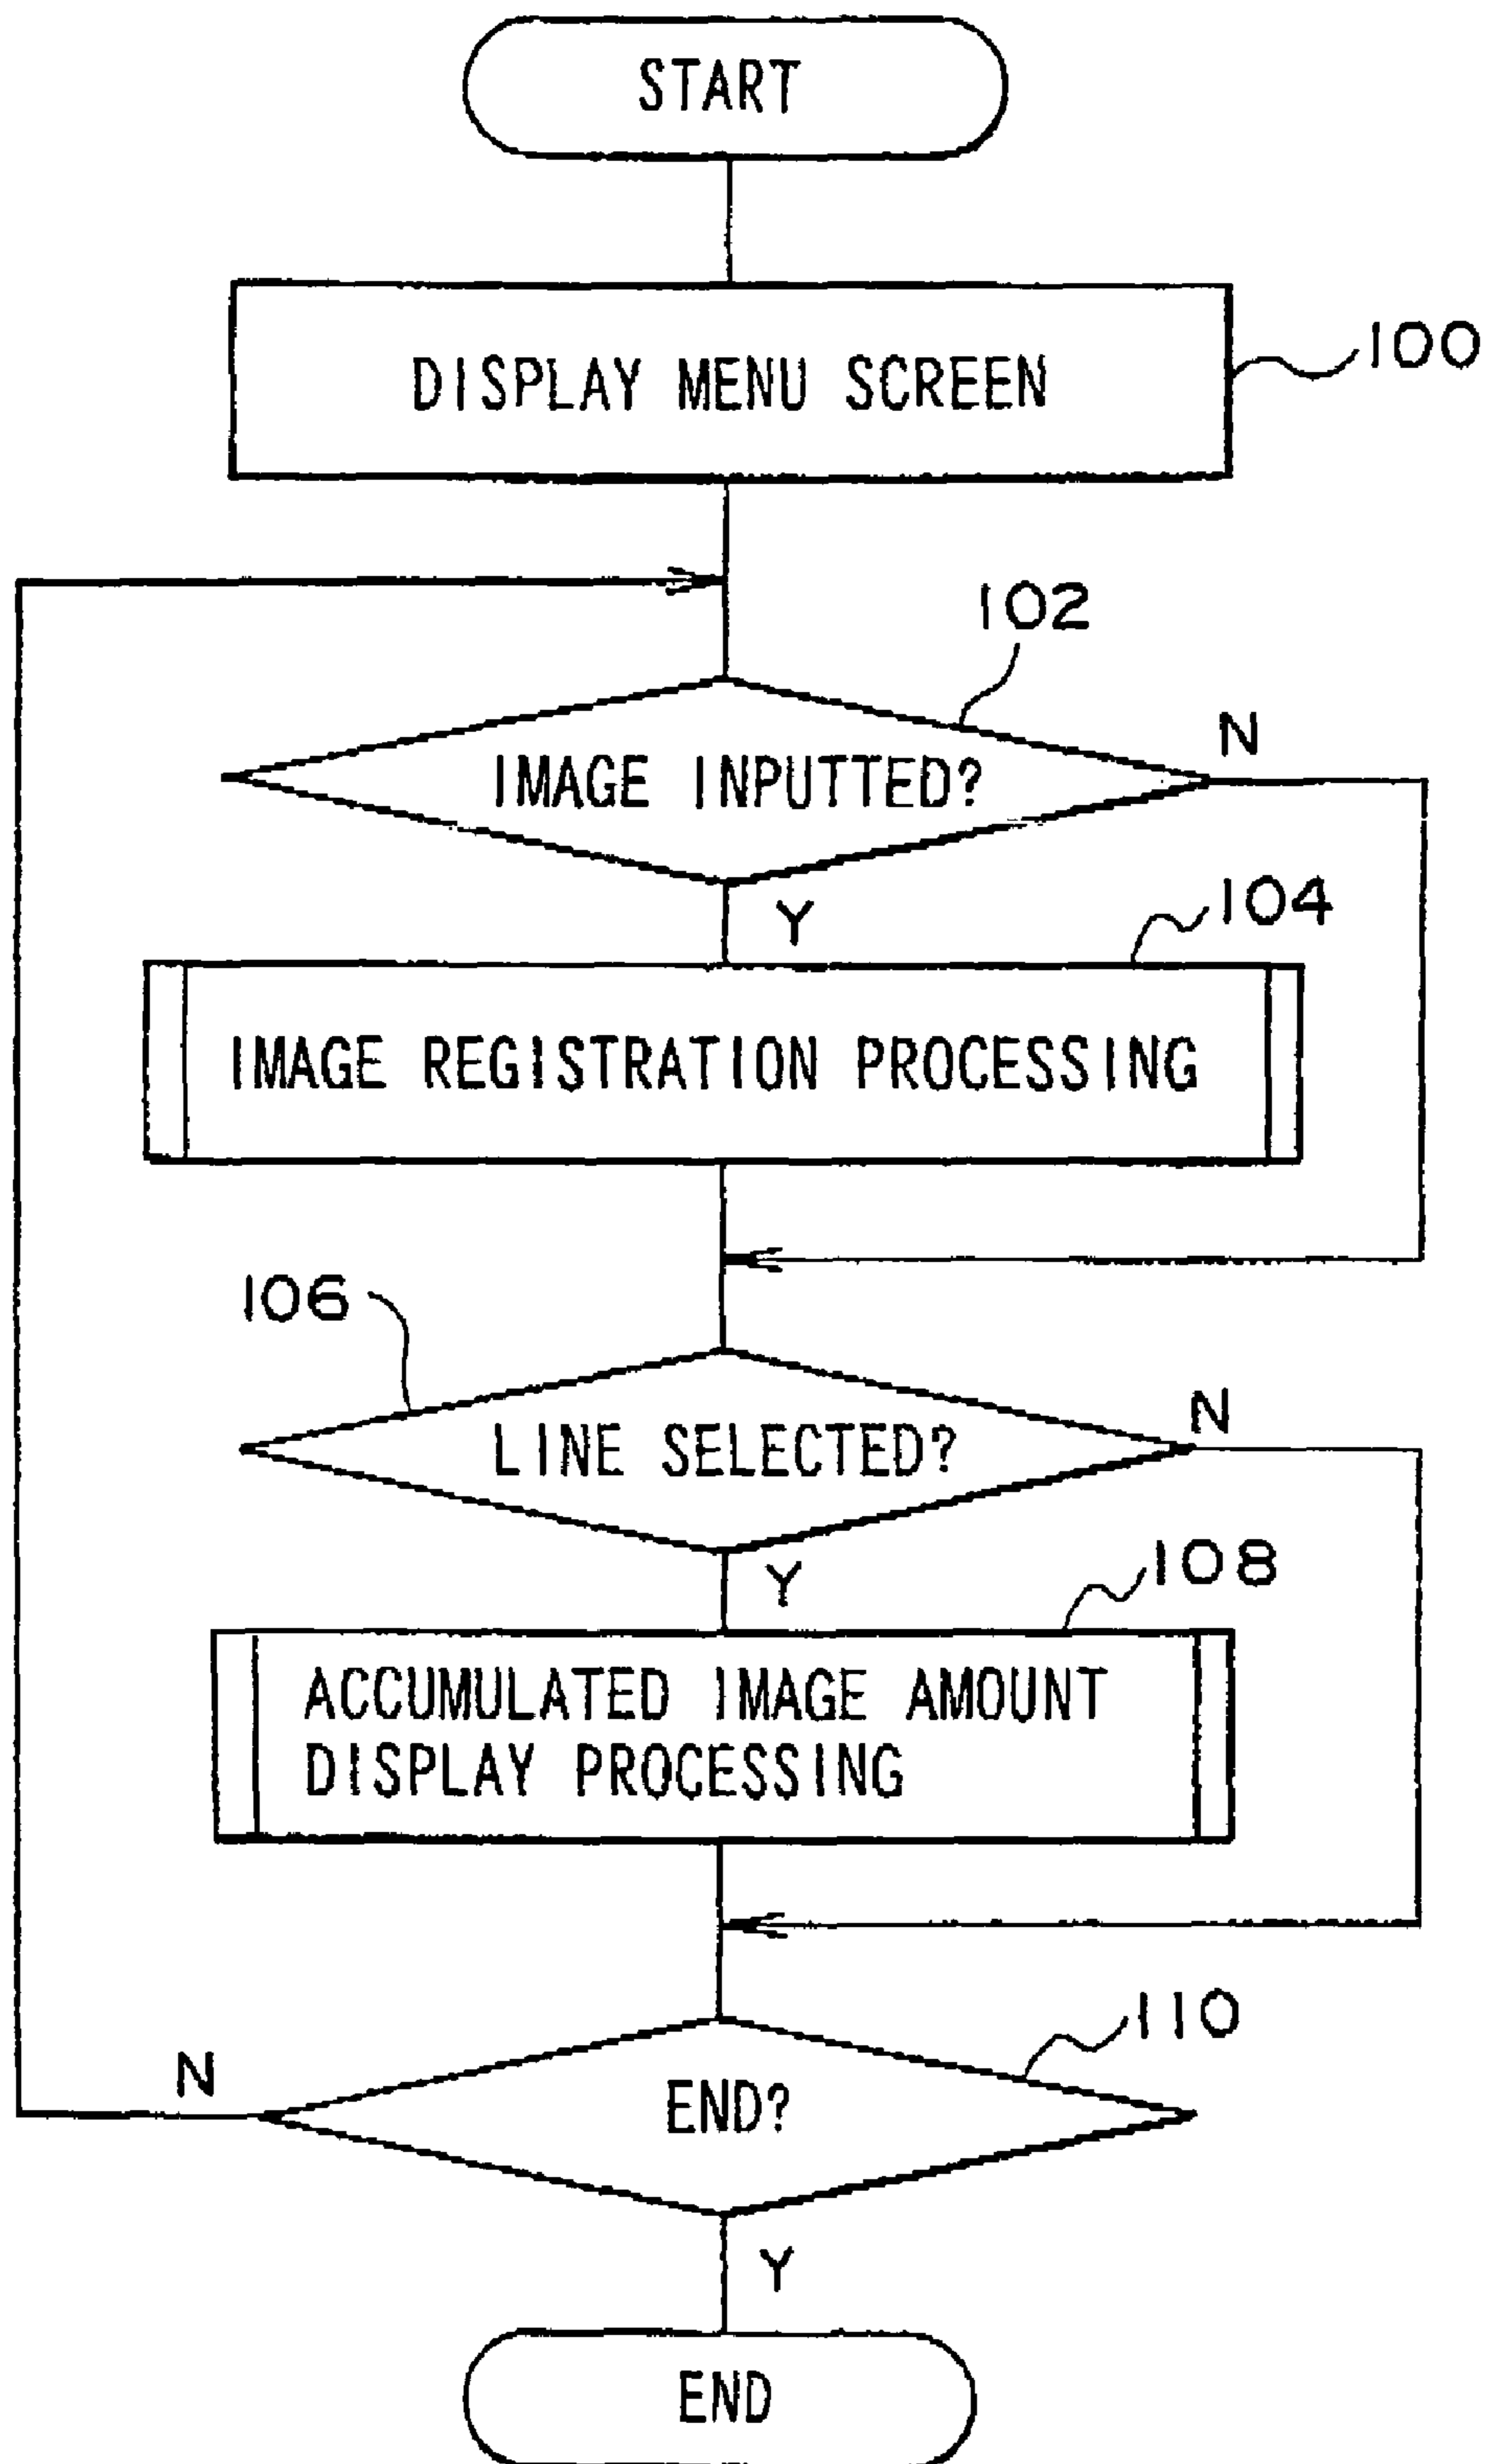 START
DISPLAY MENU SCREEN
100
102
IMAGE INPUTTED?
N
Y
104
IMAGE REGISTRATION PROCESSING
106
LINE SELECTED?
N
Y
108
ACCUMULATED IMAGE AMOUNT
DISPLAY PROCESSING
110
END?
N
Y
END